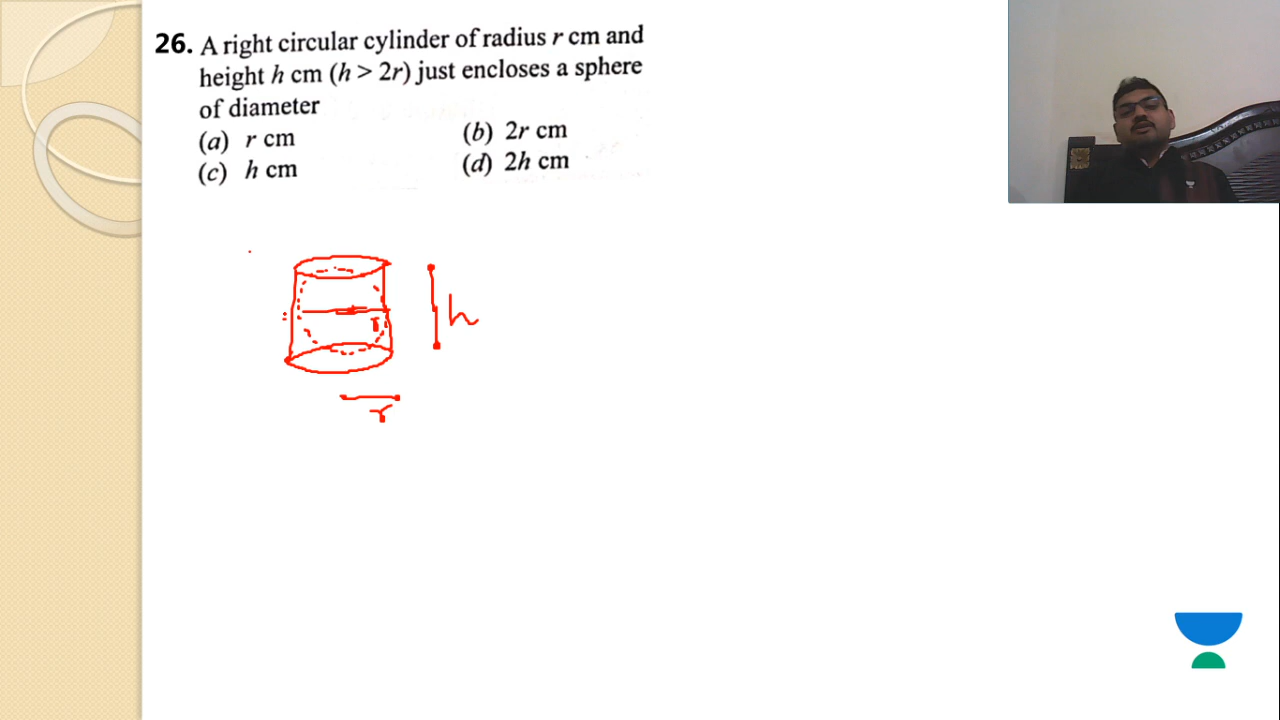 26. A right circular cylinder of radius r cm and
height h cm (h > 2r) just encloses a sphere
of diameter
(a) r cm (b) 2r cm
(c) h cm (d) 2h cm
h
r